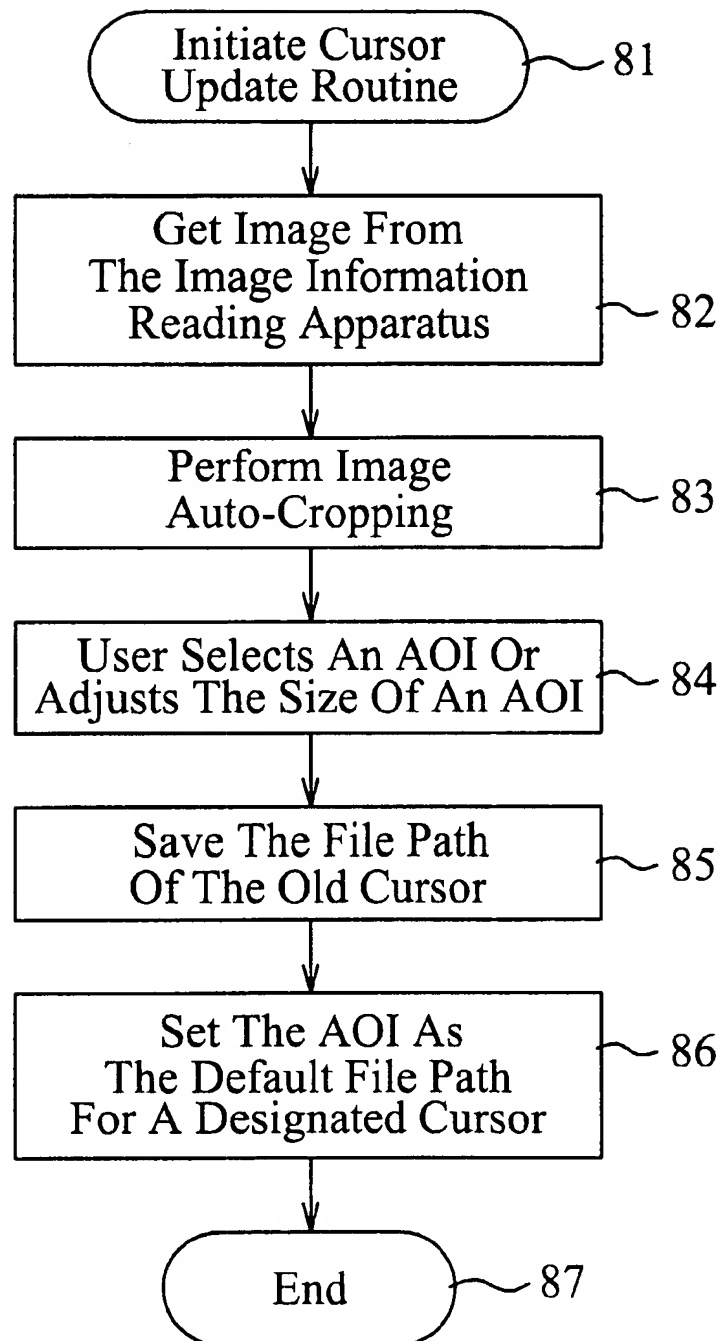 Initiate Cursor
Update Routine
81
Get Image From
The Image Information
Reading Apparatus
82
Perform Image
Auto-Cropping
83
User Selects An AOI Or
Adjusts The Size Of An AOI
84
Save The File Path
Of The Old Cursor
85
Set The AOI As
The Default File Path
For A Designated Cursor
86
End
87